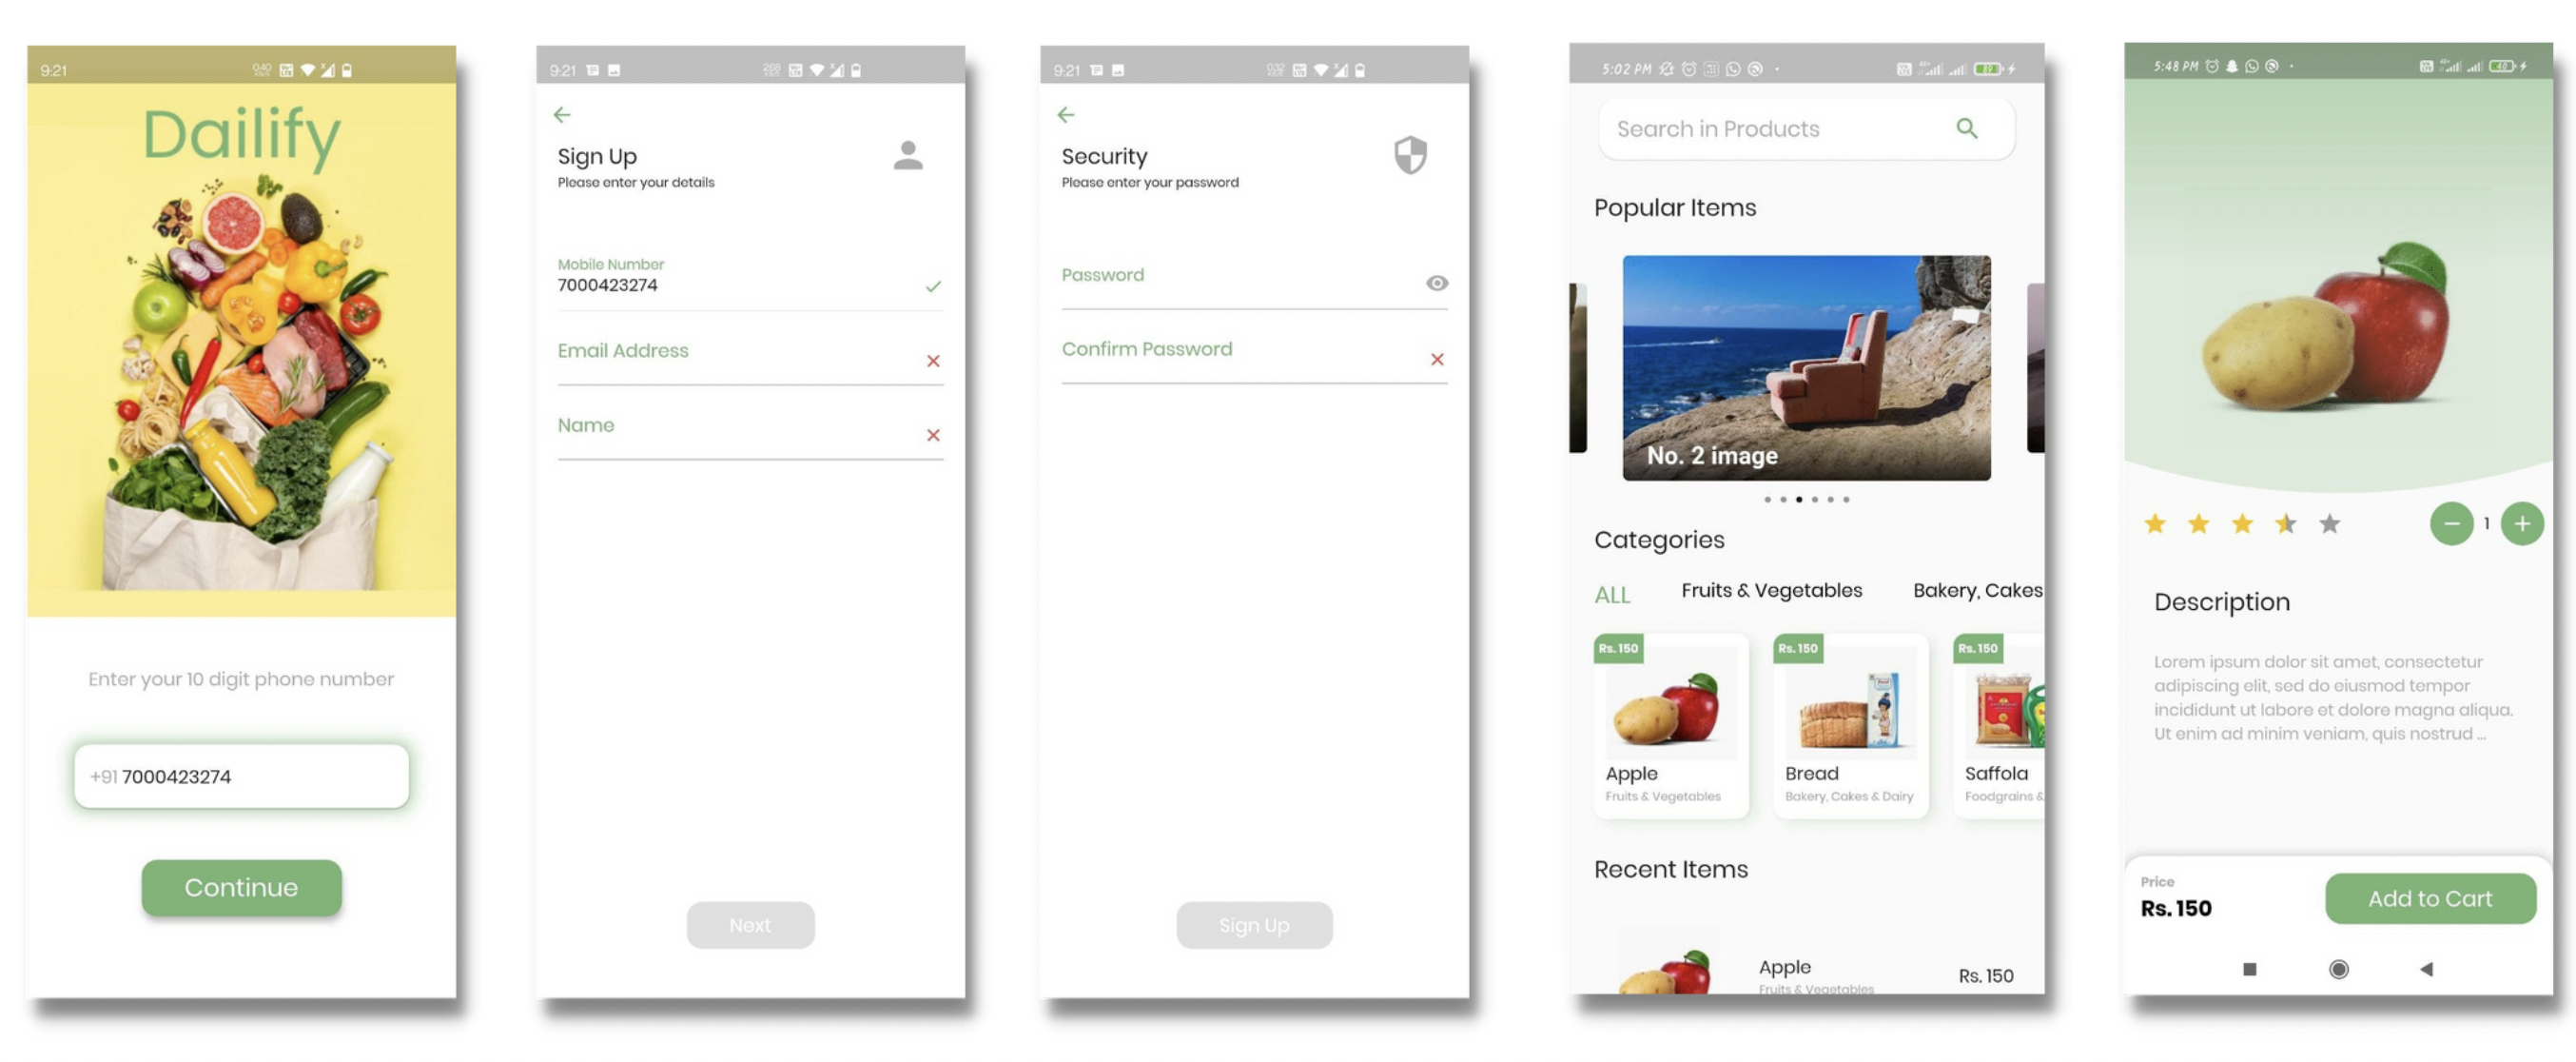 9:21
Dailify
Enter your 10 digit phone number
+91 7000423274
Continue
9:21
Sign Up
Please enter your details
Mobile Number
7000423274
Email Address
Name
Next
9:21
Security
Please enter your password
Password
Confirm Password
Sign Up
5:02 PM
Search in Products
Popular Items
No. 2 image
Categories
ALL Fruits & Vegetables Bakery, Cakes
Rs. 150 Rs. 150 Rs. 150
Apple Bread Saffola
Fruits & Vegetables Bakery, Cakes & Dairy Foodgrains &
Recent Items
Apple
Rs. 150
Fruits & Vegetables
5:48 PM
1
Description
Lorem ipsum dolor sit amet, consectetur
adipiscing elit, sed do eiusmod tempor
incididunt ut labore et dolore magna aliqua.
Ut enim ad minim veniam, quis nostrud ...
Price
Rs. 150
Add to Cart